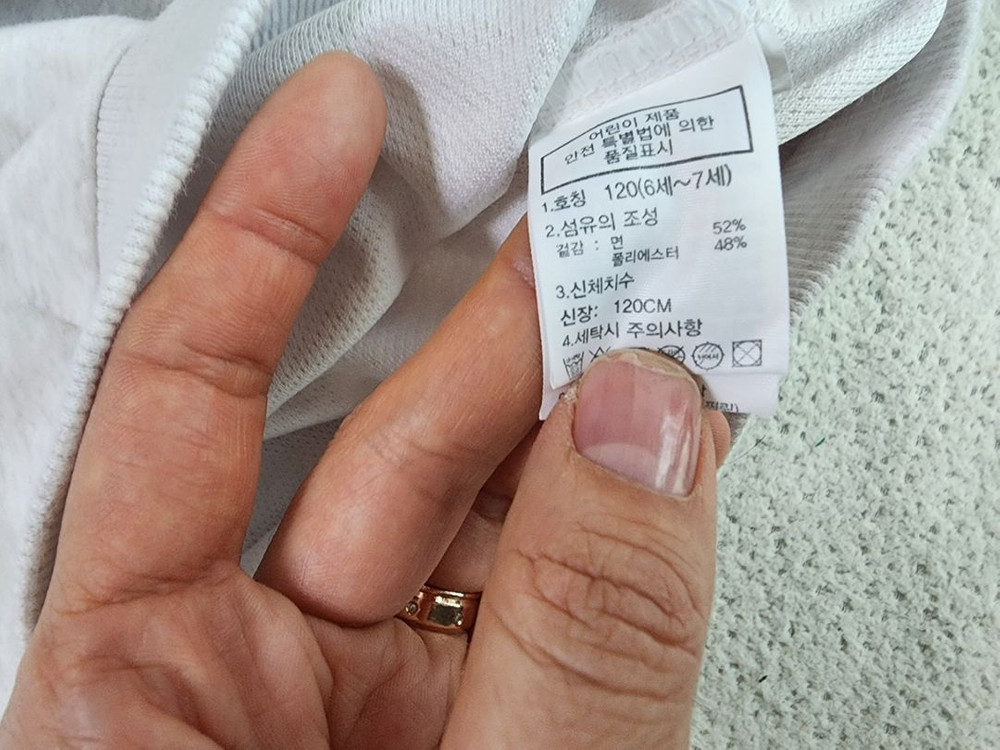 어린이 제품
안전 특별법에 의한
품질표시
1.호칭 120(6세~7세)
2.섬유의 조성
겉감 : 면 52%
폴리에스터 48%
3.신체치수
신장: 120CM
4.세탁시 주의사항